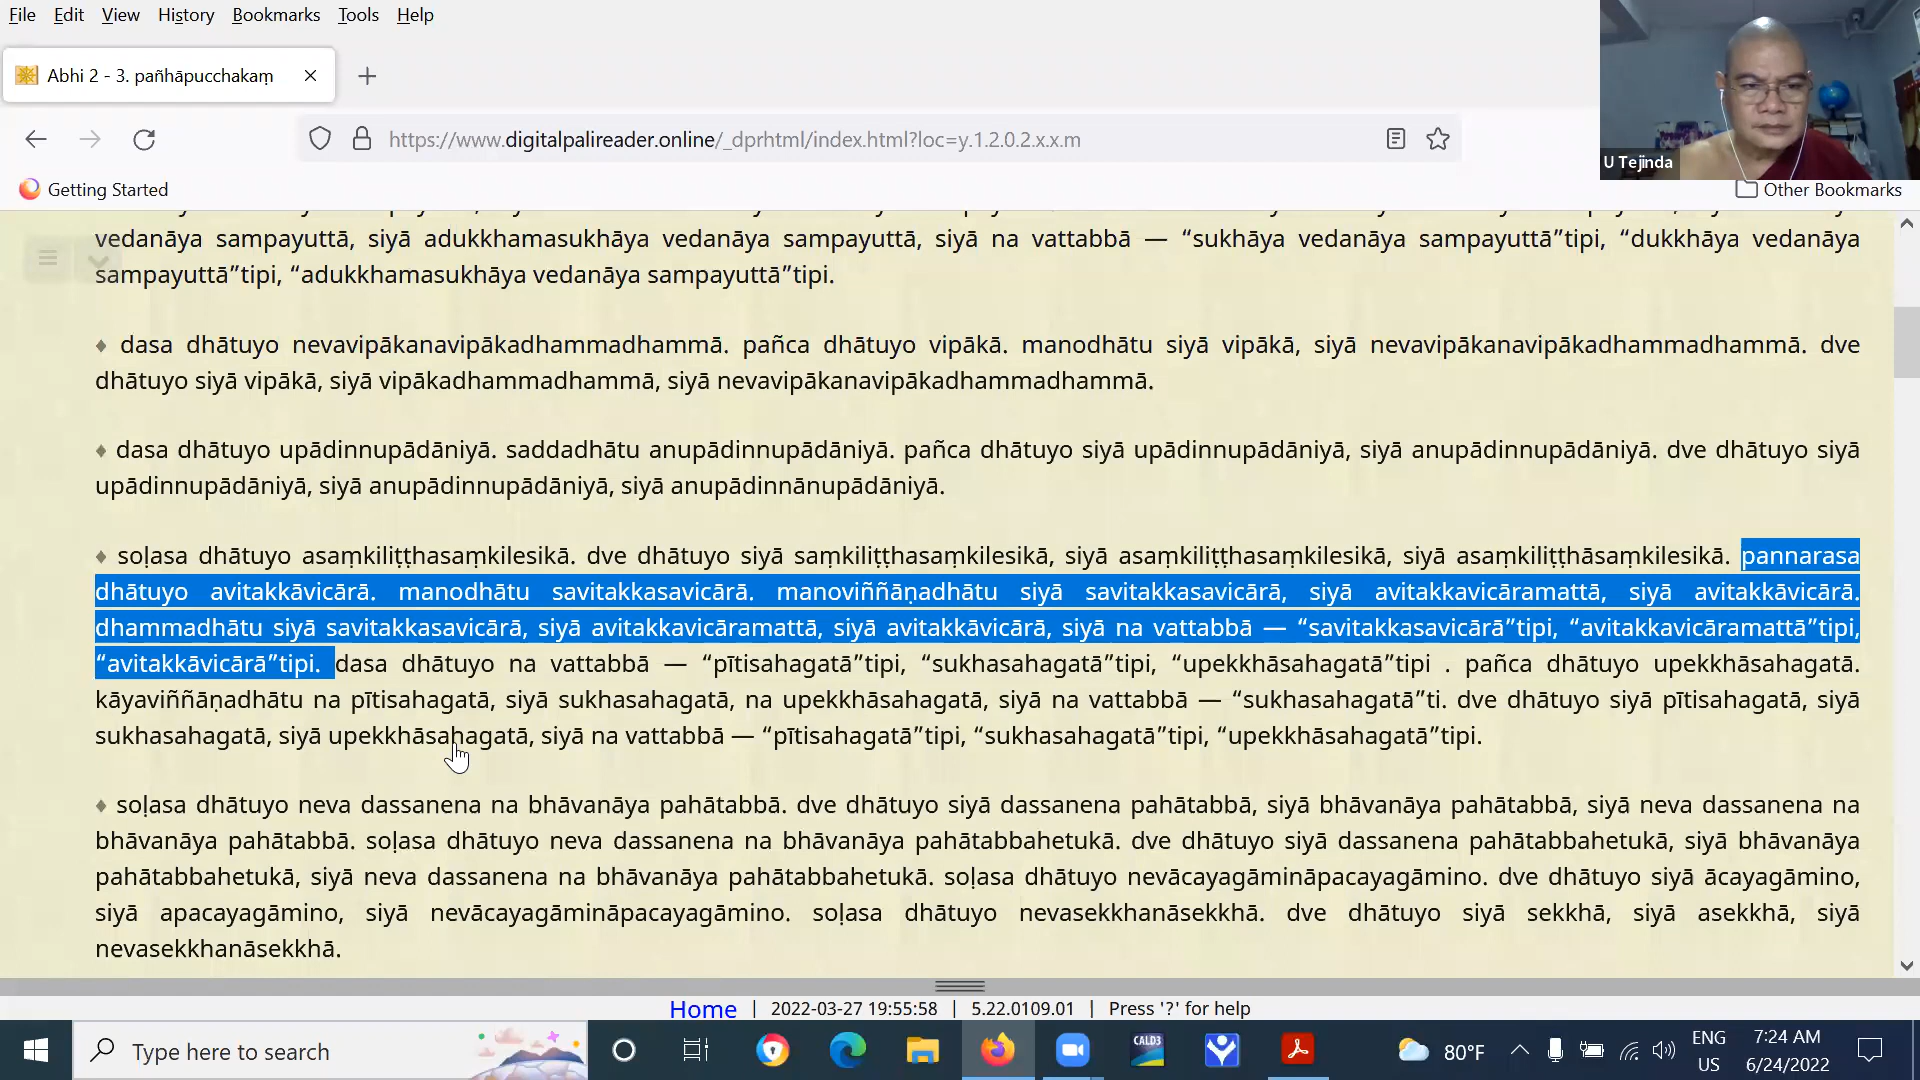 File Edit View History Bookmarks Tools Help
Abhi 2 - 3. pañhāpucchakaṃ
https://www.digitalpalireader.online/_dprhtml/index.html?loc=y.1.2.0.2.x.x.m
U Tejinda
Getting Started
Other Bookmarks
vedanāya sampayuttā, siyā adukkhamasukhāya vedanāya sampayuttā, siyā na vattabbā — “sukhāya vedanāya sampayuttā”tipi, “dukkhāya vedanāya
sampayuttā”tipi, “adukkhamasukhāya vedanāya sampayuttā”tipi.
♦ dasa dhātuyo nevavipākanavipākadhammadhammā. pañca dhātuyo vipākā. manodhātu siyā vipākā, siyā nevavipākanavipākadhammadhammā. dve
dhātuyo siyā vipākā, siyā vipākadhammadhammā, siyā nevavipākanavipākadhammadhammā.
♦ dasa dhātuyo upādinnupādāniyā. saddadhātu anupādinnupādāniyā. pañca dhātuyo siyā upādinnupādāniyā, siyā anupādinnupādāniyā. dve dhātuyo siyā
upādinnupādāniyā, siyā anupādinnupādāniyā, siyā anupādinnānupādāniyā.
♦ soḷasa dhātuyo asaṃkiliṭṭhasaṃkilesikā. dve dhātuyo siyā saṃkiliṭṭhasaṃkilesikā, siyā asaṃkiliṭṭhasaṃkilesikā, siyā asaṃkiliṭṭhāsaṃkilesikā. pannarasa
dhātuyo avitakkāvicārā. manodhātu savitakkasavicārā. manoviññāṇadhātu siyā savitakkasavicārā, siyā avitakkavicāramattā, siyā avitakkāvicārā.
dhammadhātu siyā savitakkasavicārā, siyā avitakkavicāramattā, siyā avitakkāvicārā, siyā na vattabbā — “savitakkasavicārā”tipi, “avitakkavicāramattā”tipi,
“avitakkāvicārā”tipi. dasa dhātuyo na vattabbā — “pītisahagatā”tipi, “sukhasahagatā”tipi, “upekkhāsahagatā”tipi . pañca dhātuyo upekkhāsahagatā.
kāyaviññāṇadhātu na pītisahagatā, siyā sukhasahagatā, na upekkhāsahagatā, siyā na vattabbā — “sukhasahagatā”ti. dve dhātuyo siyā pītisahagatā, siyā
sukhasahagatā, siyā upekkhāsahagatā, siyā na vattabbā — “pītisahagatā”tipi, “sukhasahagatā”tipi, “upekkhāsahagatā”tipi.
♦ soḷasa dhātuyo neva dassanena na bhāvanāya pahātabbā. dve dhātuyo siyā dassanena pahātabbā, siyā bhāvanāya pahātabbā, siyā neva dassanena na
bhāvanāya pahātabbā. soḷasa dhātuyo neva dassanena na bhāvanāya pahātabbahetukā. dve dhātuyo siyā dassanena pahātabbahetukā, siyā bhāvanāya
pahātabbahetukā, siyā neva dassanena na bhāvanāya pahātabbahetukā. soḷasa dhātuyo nevācayagāmināpacayagāmino. dve dhātuyo siyā ācayagāmino,
siyā apacayagāmino, siyā nevācayagāmināpacayagāmino. soḷasa dhātuyo nevasekkhanāsekkhā. dve dhātuyo siyā sekkhā, siyā asekkhā, siyā
nevasekkhanāsekkhā.
Home | 2022-03-27 19:55:58 | 5.22.0109.01 | Press '?' for help
Type here to search
CALD3
80°F
ENG
US
7:24 AM
6/24/2022